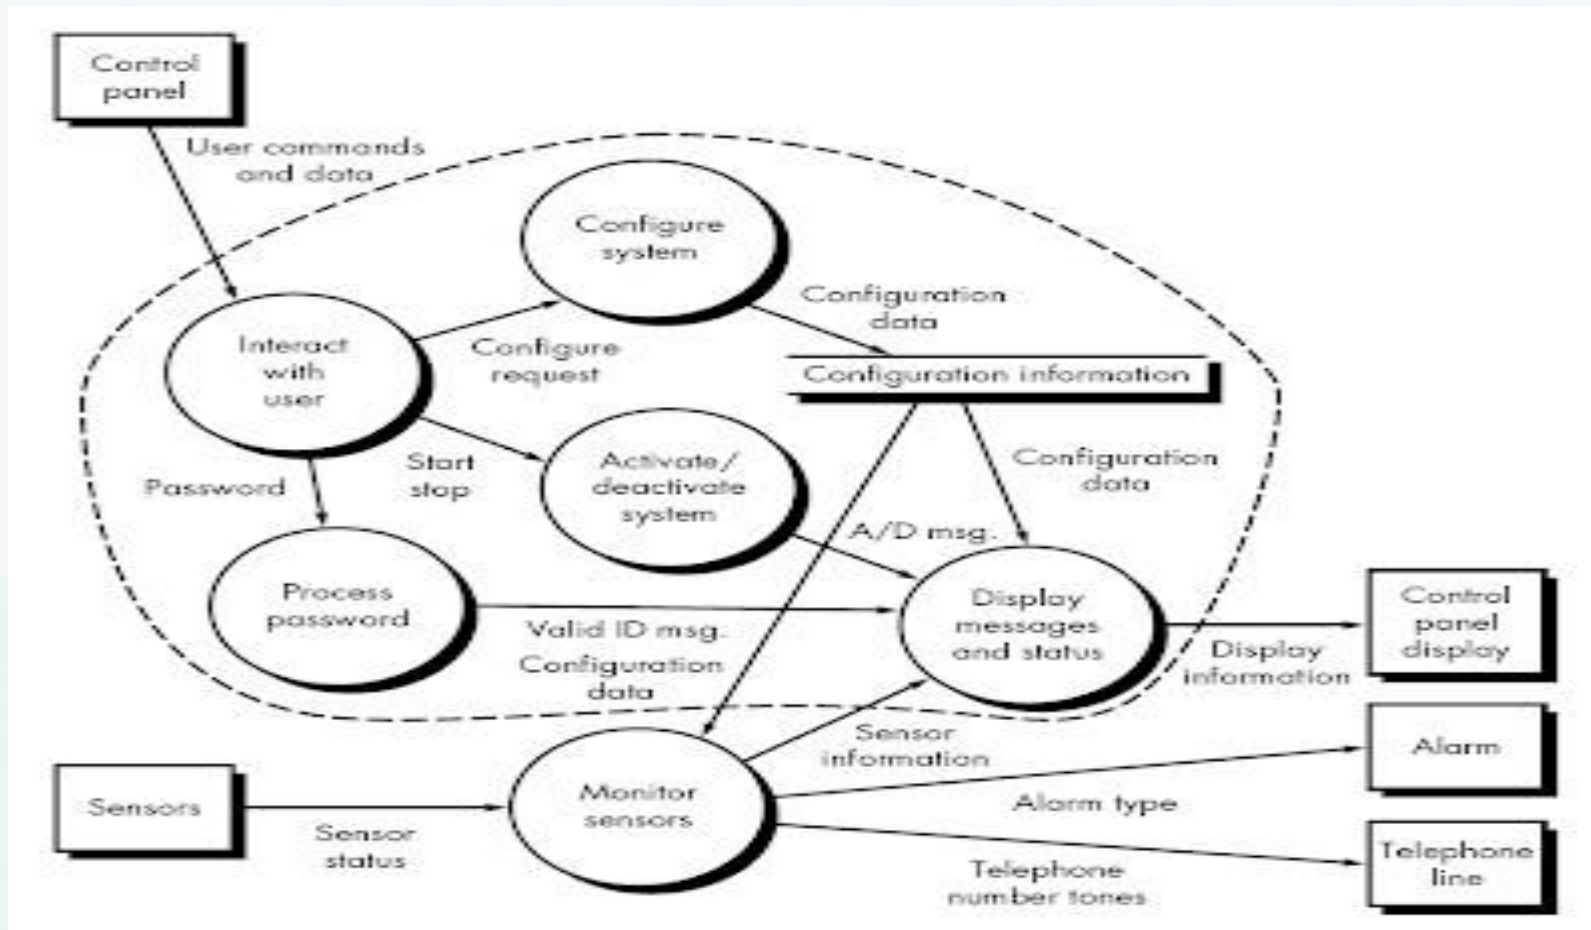 Control
panel
User commands
and data
Configure
system
Configuration
data
Interact
with
user
Configure
request
Configuration information
Start
stop
Password
Activate/
deactivate
system
Configuration
data
A/D msg.
Process
password
Valid ID msg.
Display
messages
and status
Control
panel
display
Display
information
Configuration
data
Sensor
information
Alarm
Sensors
Sensor
status
Monitor
sensors
Alarm type
Telephone
number tones
Telephone
line